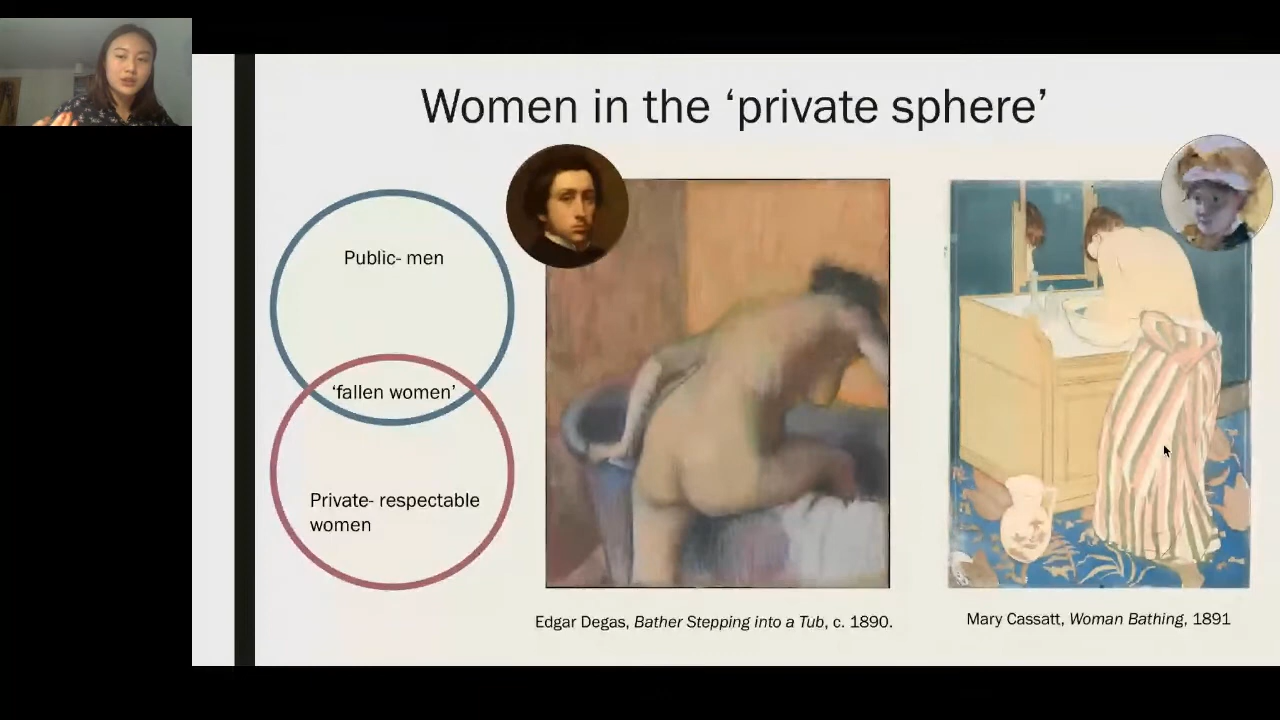 Women in the ‘private sphere’
Public- men
‘fallen women’
Private- respectable
women
Edgar Degas, Bather Stepping into a Tub, c. 1890.
Mary Cassatt, Woman Bathing, 1891